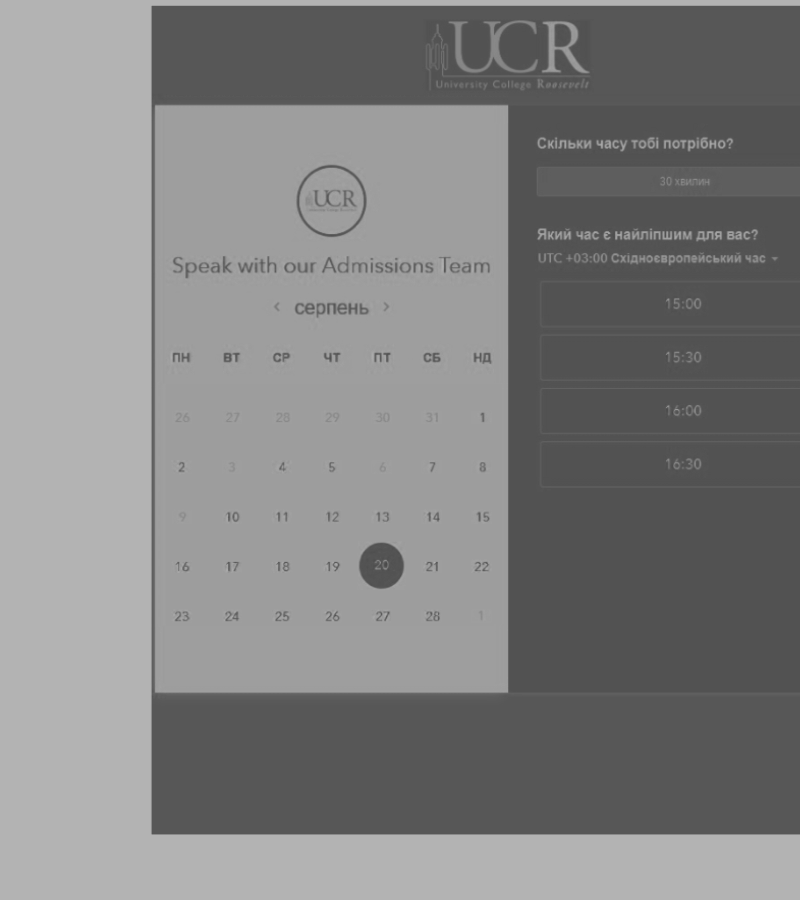 UCR
University College Roosevelt
UCR
Speak with our Admissions Team
< серпень >
ПН ВТ СР ЧТ ПТ СБ НД
26 27 28 29 30 31 1
2 3 4 5 6 7 8
9 10 11 12 13 14 15
16 17 18 19 20 21 22
23 24 25 26 27 28 1
Скільки часу тобі потрібно?
30 хвилин
Який час є найліпшим для вас?
UTC +03:00 Східноєвропейський час
15:00
15:30
16:00
16:30